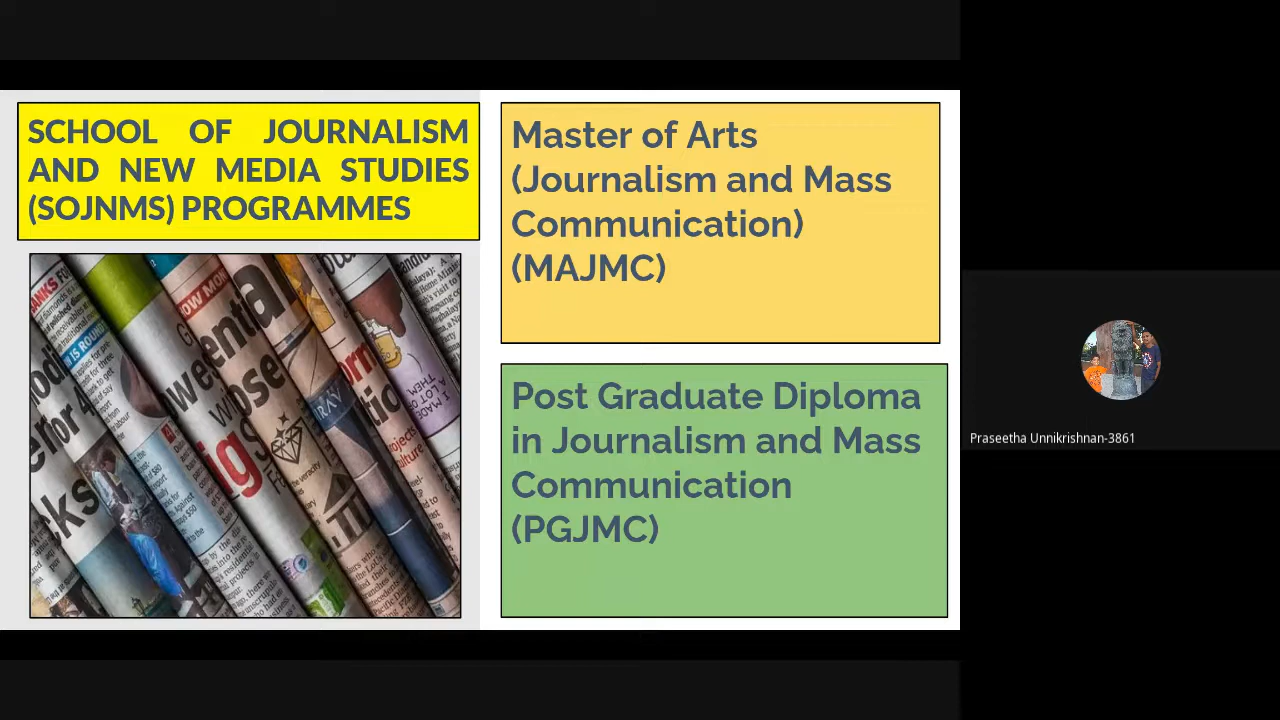 SCHOOL OF JOURNALISM
AND NEW MEDIA STUDIES
(SOJNMS) PROGRAMMES
Master of Arts
(Journalism and Mass
Communication)
(MAJMC)
Post Graduate Diploma
in Journalism and Mass
Communication
(PGJMC)
Praseetha Unnikrishnan-3861